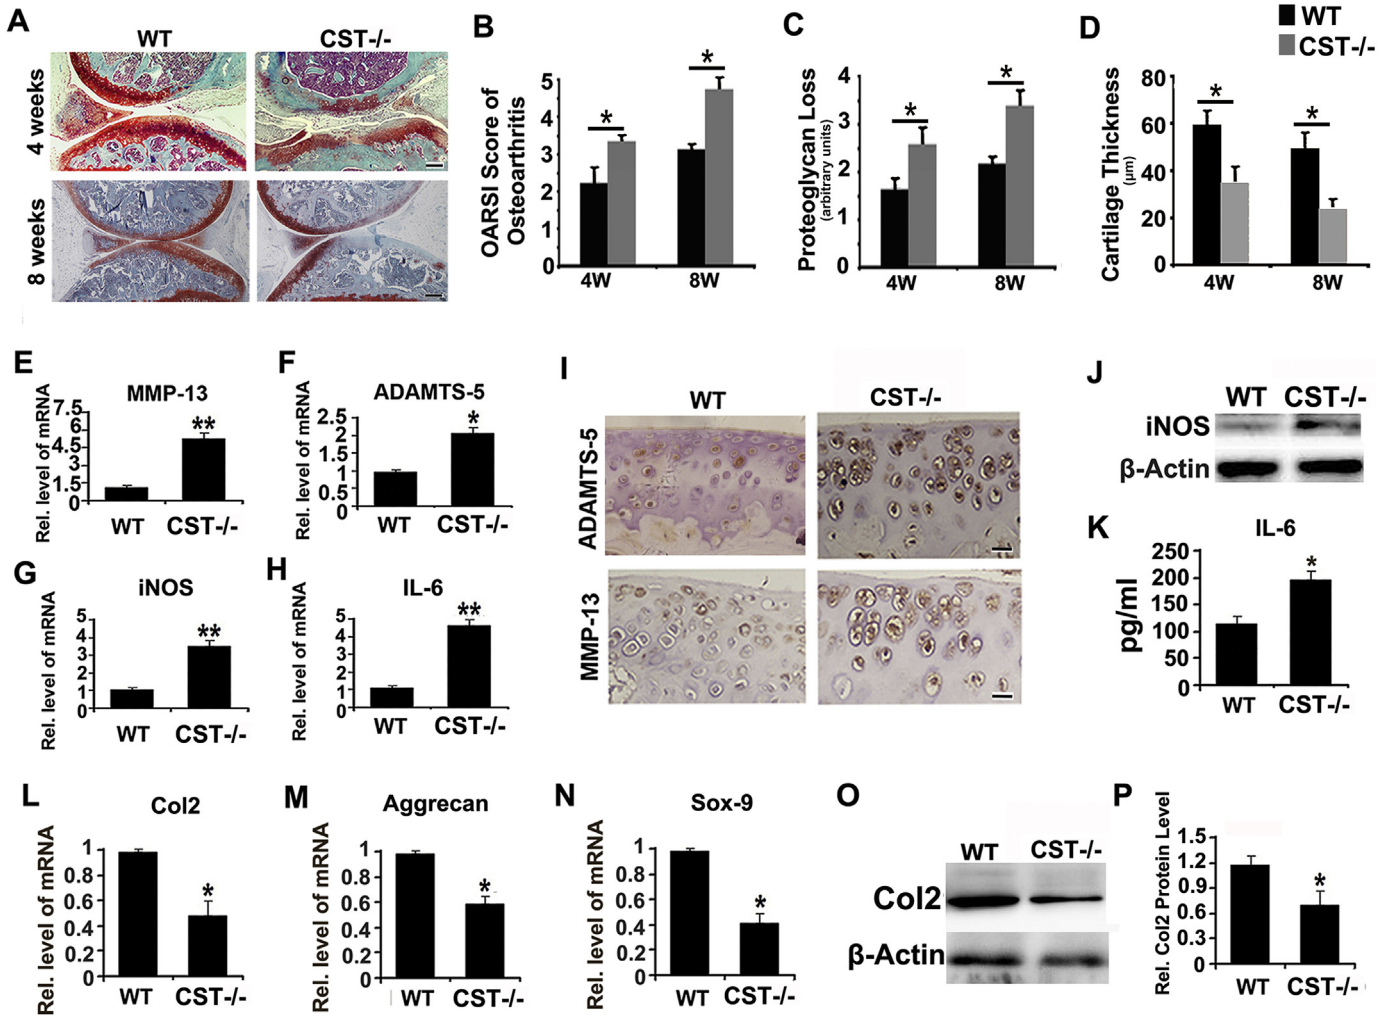 A
WT
CST-/-
4 weeks
8 weeks
B
OARSI Score of
Osteoarthritis
5
4
3
2
1
0
*
*
4W
8W
C
Proteoglycan Loss
(arbitrary units)
4
3
2
1
0
*
*
4W
8W
D
WT
CST-/-
Cartilage Thickness
(µm)
80
60
40
20
0
*
*
4W
8W
E
MMP-13
Rel. level of mRNA
7.5
6
4.5
3
1.5
0
**
WT
CST-/-
F
ADAMTS-5
Rel. level of mRNA
2.5
2
1.5
1
0.5
0
*
WT
CST-/-
G
iNOS
Rel. level of mRNA
5
4
3
2
1
0
**
WT
CST-/-
H
IL-6
Rel. level of mRNA
5
4
3
2
1
0
**
WT
CST-/-
I
WT
CST-/-
ADAMTS-5
MMP-13
J
WT
CST-/-
iNOS
β-Actin
K
IL-6
pg/ml
250
200
150
100
50
0
*
WT
CST-/-
L
Col2
Rel. level of mRNA
1
0.8
0.6
0.4
0.2
0
*
WT
CST-/-
M
Aggrecan
Rel. level of mRNA
1
0.8
0.6
0.4
0.2
0
*
WT
CST-/-
N
Sox-9
Rel. level of mRNA
1
0.8
0.6
0.4
0.2
0
*
WT
CST-/-
O
WT
CST-/-
Col2
β-Actin
P
Rel. Col2 Protein Level
1.5
1.2
0.9
0.6
0.3
0
*
WT
CST-/-